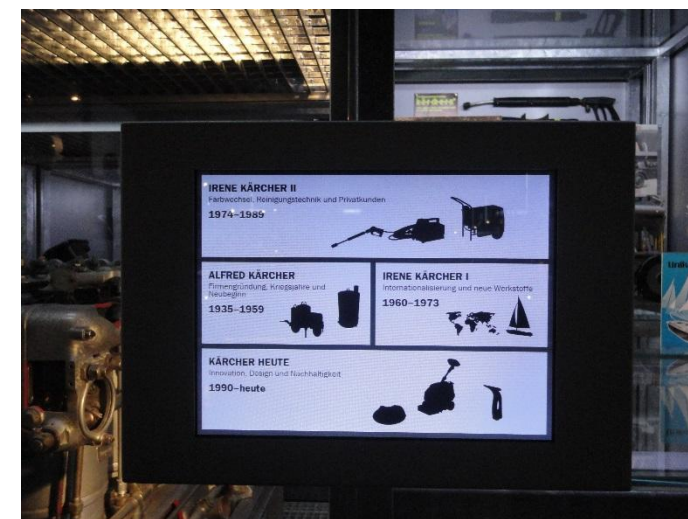 IRENE KÄRCHER II
Farbwechsel, Reinigungstechnik und Privatkunden
1974–1989
ALFRED KÄRCHER
Firmengründung, Kriegsjahre und
Neubeginn
1935–1959
IRENE KÄRCHER I
Internationalisierung und neue Werkstoffe
1960–1973
KÄRCHER HEUTE
Innovation, Design und Nachhaltigkeit
1990–heute